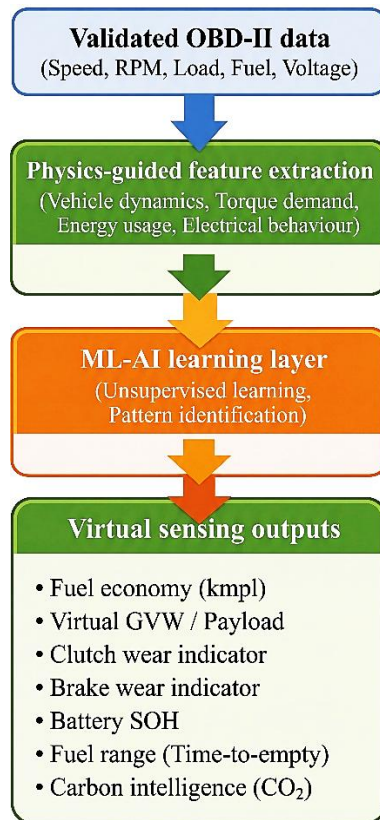 Validated OBD-II data
(Speed, RPM, Load, Fuel, Voltage)
Physics-guided feature extraction
(Vehicle dynamics, Torque demand,
Energy usage, Electrical behaviour)
ML-AI learning layer
(Unsupervised learning,
Pattern identification)
Virtual sensing outputs
• Fuel economy (kmpl)
• Virtual GVW / Payload
• Clutch wear indicator
• Brake wear indicator
• Battery SOH
• Fuel range (Time-to-empty)
• Carbon intelligence (CO₂)